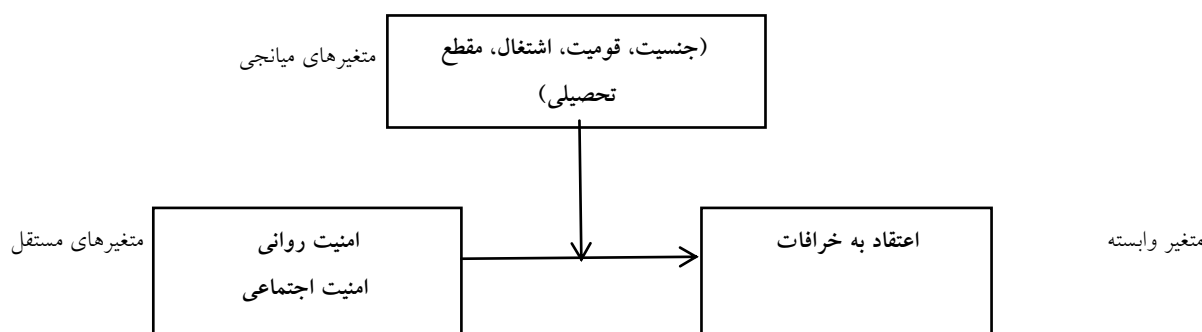 متغیرهای میانجی
(جنسیت، قومیت، اشتغال، مقطع
تحصیلی)
متغیر وابسته
اعتقاد به خرافات
امنیت روانی
امنیت اجتماعی
متغیرهای مستقل